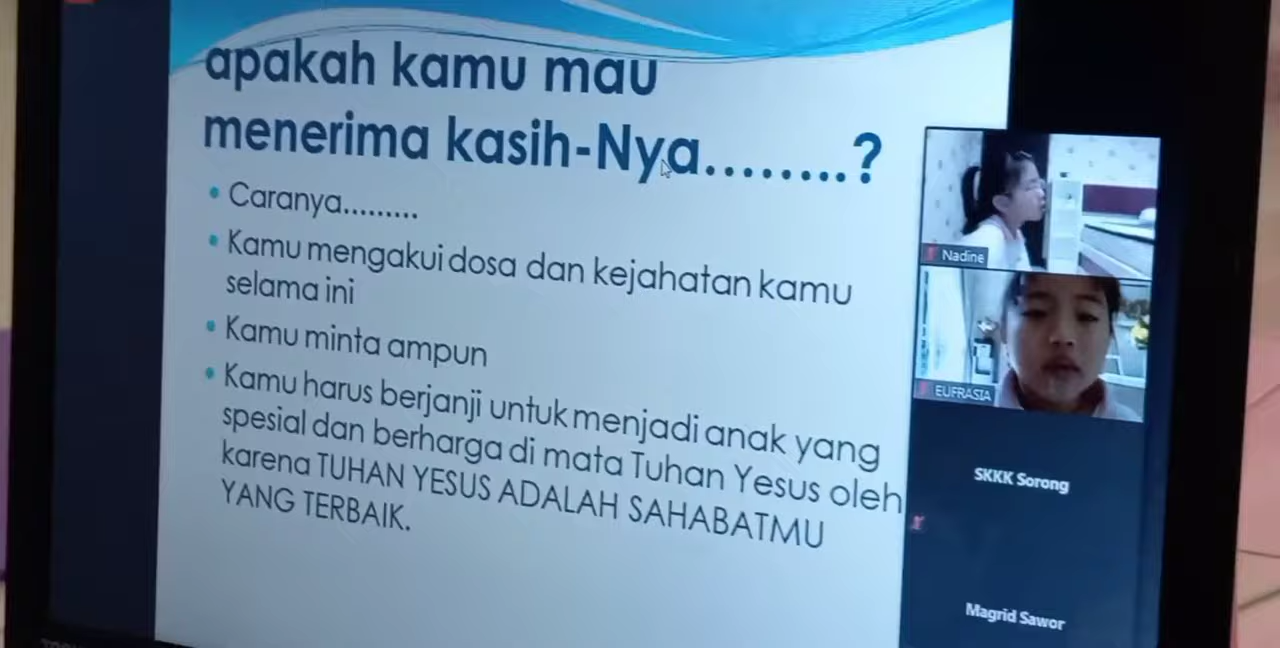 apakah kamu mau
menerima kasih-Nya........?
Caranya.........
Kamu mengakui dosa dan kejahatan kamu
selama ini
Kamu minta ampun
Kamu harus berjanji untuk menjadi anak yang
spesial dan berharga di mata Tuhan Yesus oleh
karena TUHAN YESUS ADALAH SAHABATMU
YANG TERBAIK.
Nadine
EUFRASIA
SKKK Sorong
Magrid Sawor